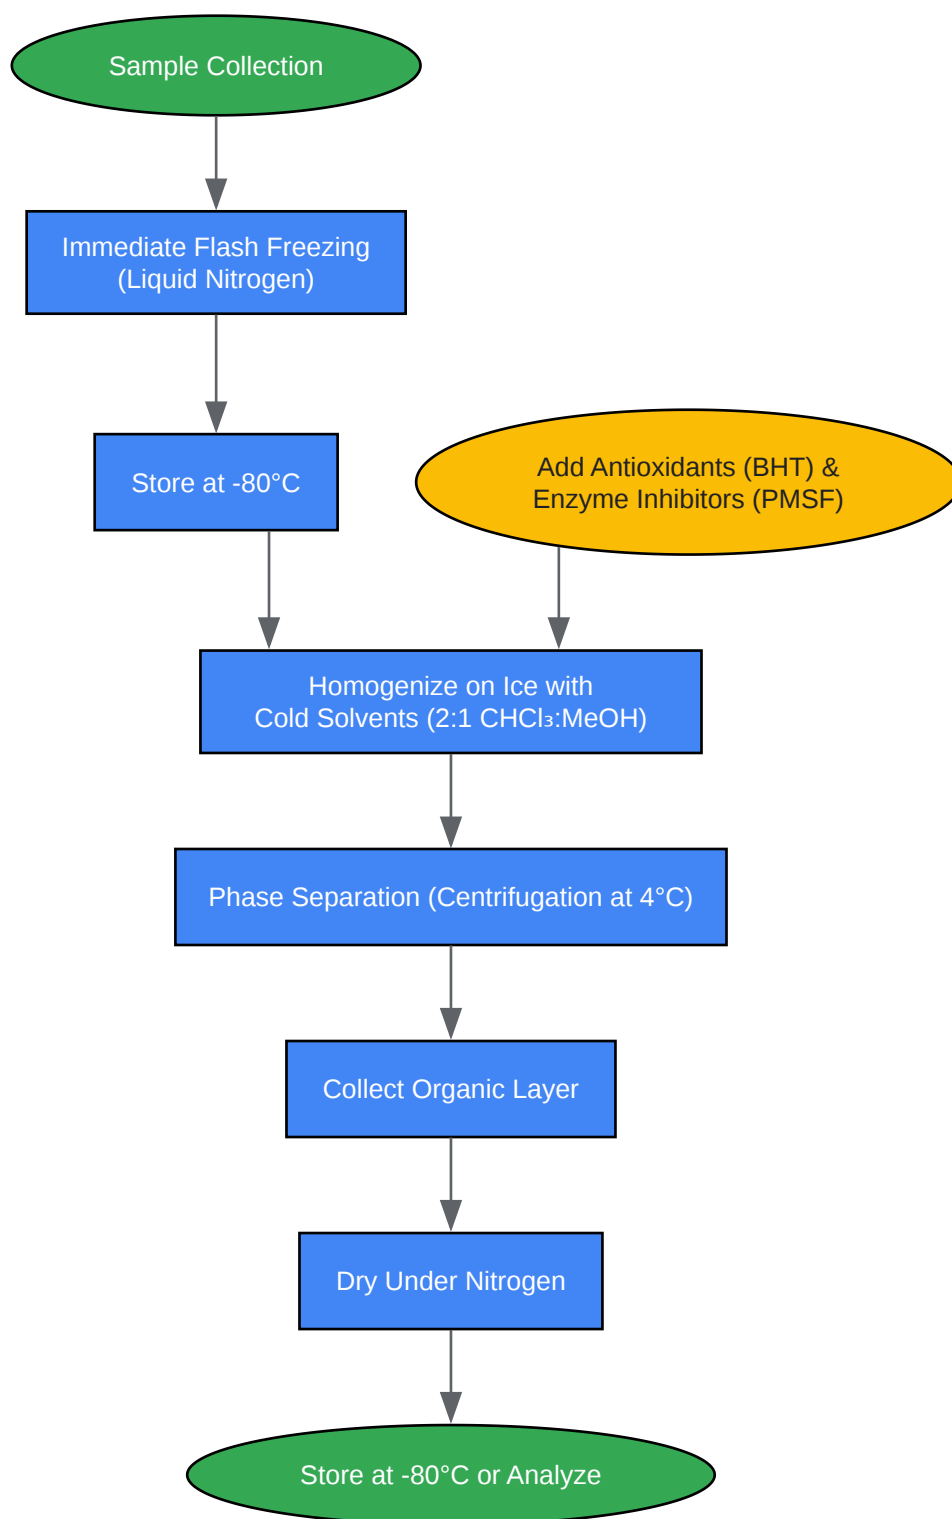 Sample Collection
Immediate Flash Freezing
(Liquid Nitrogen)
Store at -80°C
Add Antioxidants (BHT) &
Enzyme Inhibitors (PMSF)
Homogenize on Ice with
Cold Solvents (2:1 CHCl₃:MeOH)
Phase Separation (Centrifugation at 4°C)
Collect Organic Layer
Dry Under Nitrogen
Store at -80°C or Analyze